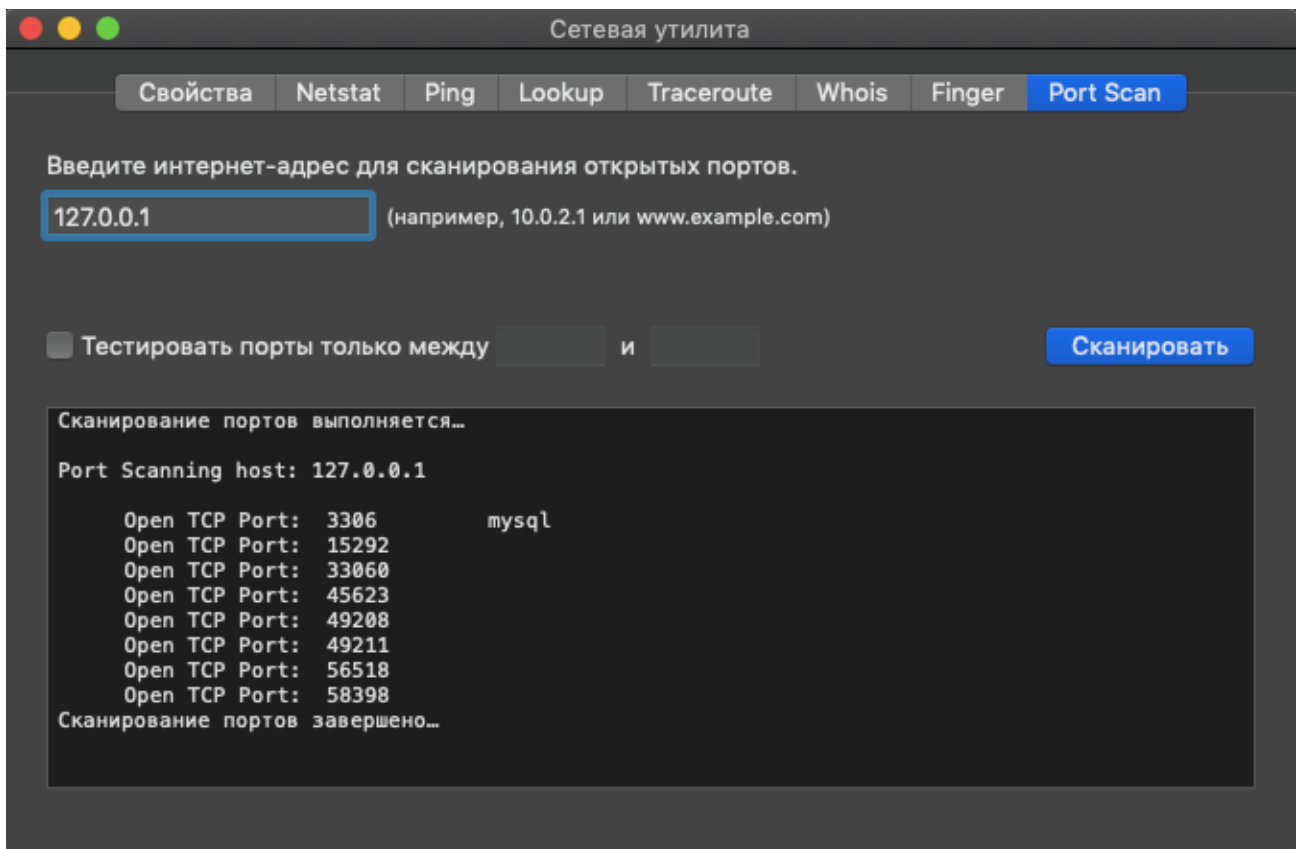 Сетевая утилита
Свойства Netstat Ping Lookup Traceroute Whois Finger Port Scan
Введите интернет-адрес для сканирования открытых портов.
127.0.0.1 (например, 10.0.2.1 или www.example.com)
Тестировать порты только между и Сканировать
Сканирование портов выполняется…
Port Scanning host: 127.0.0.1
Open TCP Port: 3306 mysql
Open TCP Port: 15292
Open TCP Port: 33060
Open TCP Port: 45623
Open TCP Port: 49208
Open TCP Port: 49211
Open TCP Port: 56518
Open TCP Port: 58398
Сканирование портов завершено…